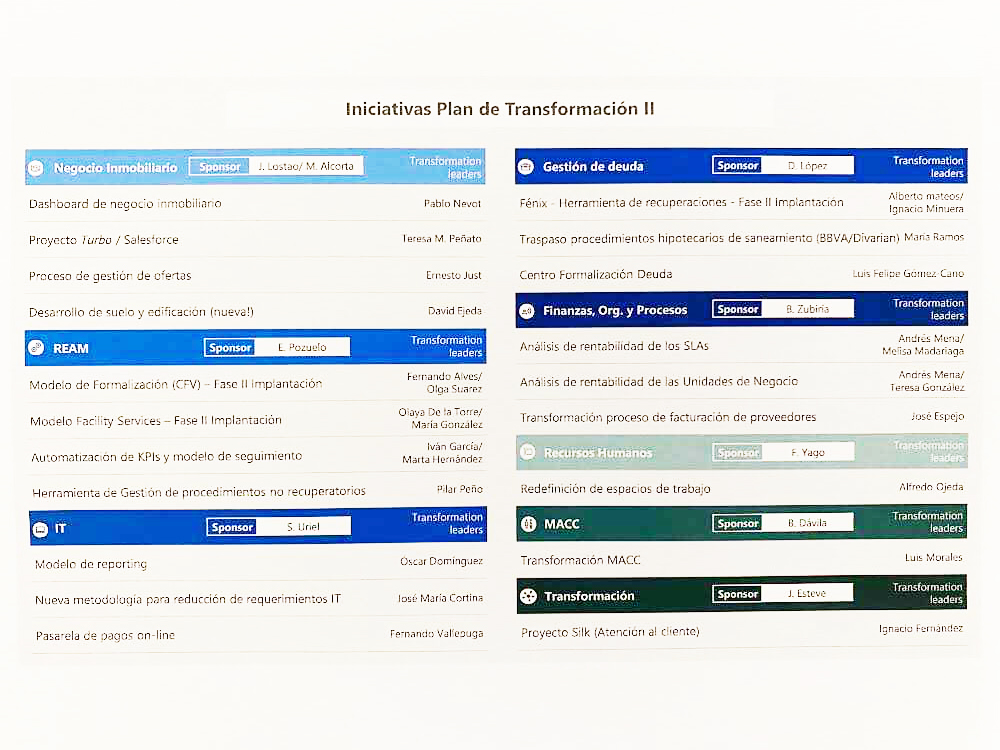 Iniciativas Plan de Transformación II
Negocio Inmobiliario Sponsor J. Lostao/ M. Alcorta Transformation
leaders
Dashboard de negocio inmobiliario Pablo Nevot
Proyecto Turbo / Salesforce Teresa M. Peñato
Proceso de gestión de ofertas Ernesto Just
Desarrollo de suelo y edificación (nueva!) David Ejeda
REAM Sponsor E. Pozuelo Transformation
leaders
Modelo de Formalización (CFV) – Fase II Implantación Fernando Alves/
Olga Suarez
Modelo Facility Services – Fase II Implantación Olaya De la Torre/
María González
Automatización de KPIs y modelo de seguimiento Iván García/
Marta Hernández
Herramienta de Gestión de procedimientos no recuperatorios Pilar Peño
IT Sponsor S. Uriel Transformation
leaders
Modelo de reporting Oscar Domínguez
Nueva metodología para reducción de requerimientos IT José María Cortina
Pasarela de pagos on-line Fernando Vallepuga
Gestión de deuda Sponsor D. López Transformation
leaders
Fénix - Herramienta de recuperaciones - Fase II Implantación Alberto mateos/
Ignacio Minuera
Traspaso procedimientos hipotecarios de saneamiento (BBVA/Divarian) María Ramos
Centro Formalización Deuda Luis Felipe Gómez-Cano
Finanzas, Org. y Procesos Sponsor B. Zubiria Transformation
leaders
Análisis de rentabilidad de los SLAs Andrés Mena/
Melisa Madariaga
Análisis de rentabilidad de las Unidades de Negocio Andrés Mena/
Teresa González
Transformación proceso de facturación de proveedores José Espejo
Recursos Humanos Sponsor F. Yago Transformation
leaders
Redefinición de espacios de trabajo Alfredo Ojeda
MACC Sponsor B. Dávila Transformation
leaders
Transformación MACC Luis Morales
Transformación Sponsor J. Esteve Transformation
leaders
Proyecto Silk (Atención al cliente) Ignacio Fernández